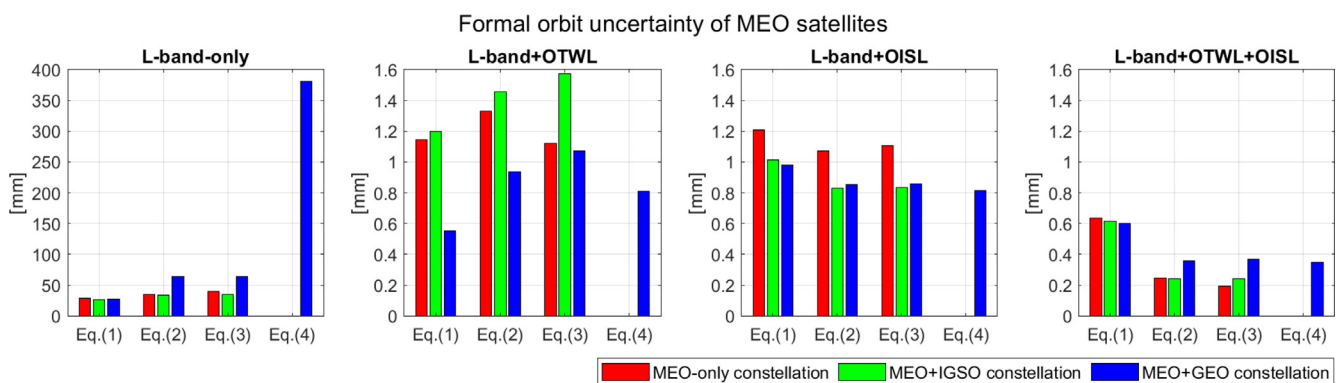 Formal orbit uncertainty of MEO satellites
L-band-only
[mm]
400
350
300
250
200
150
100
50
0
Eq.(1) Eq.(2) Eq.(3) Eq.(4)
L-band+OTWL
[mm]
1.6
1.4
1.2
1
0.8
0.6
0.4
0.2
0
Eq.(1) Eq.(2) Eq.(3) Eq.(4)
L-band+OISL
[mm]
1.6
1.4
1.2
1
0.8
0.6
0.4
0.2
0
Eq.(1) Eq.(2) Eq.(3) Eq.(4)
L-band+OTWL+OISL
[mm]
1.6
1.4
1.2
1
0.8
0.6
0.4
0.2
0
Eq.(1) Eq.(2) Eq.(3) Eq.(4)
MEO-only constellation MEO+IGSO constellation MEO+GEO constellation